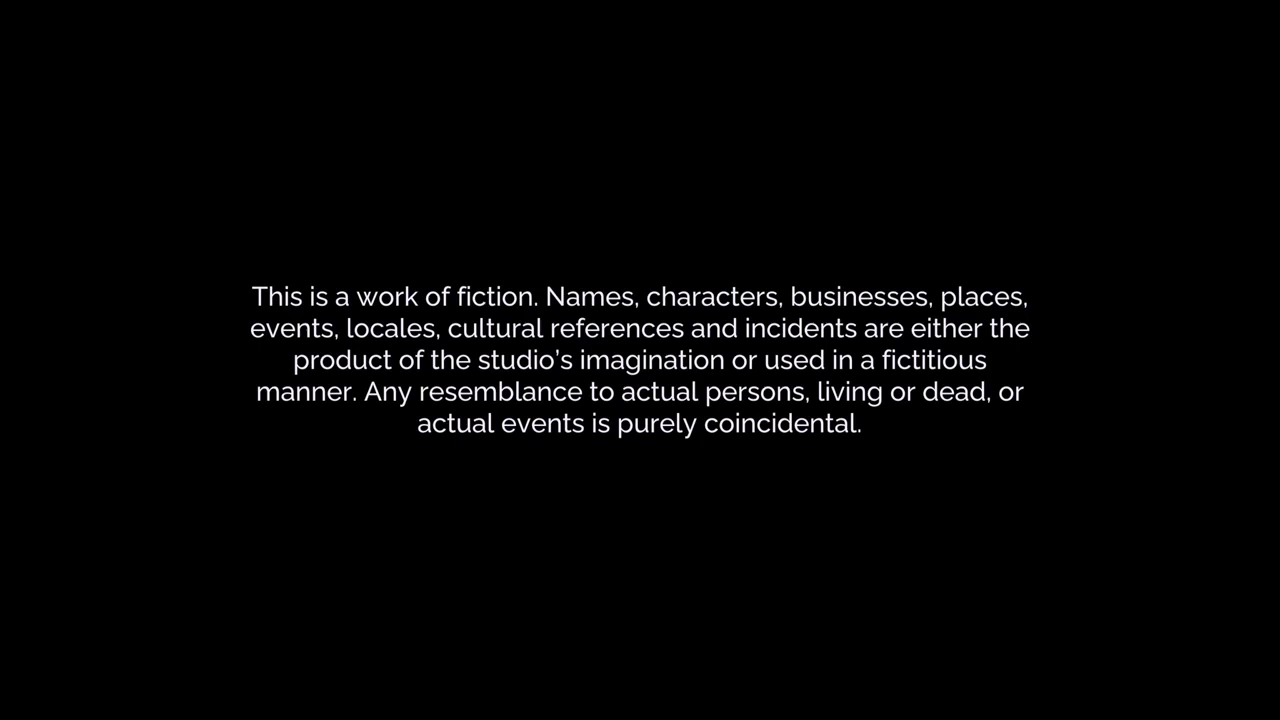 This is a work of fiction. Names, characters, businesses, places,
events, locales, cultural references and incidents are either the
product of the studio's imagination or used in a fictitious
manner. Any resemblance to actual persons, living or dead, or
actual events is purely coincidental.